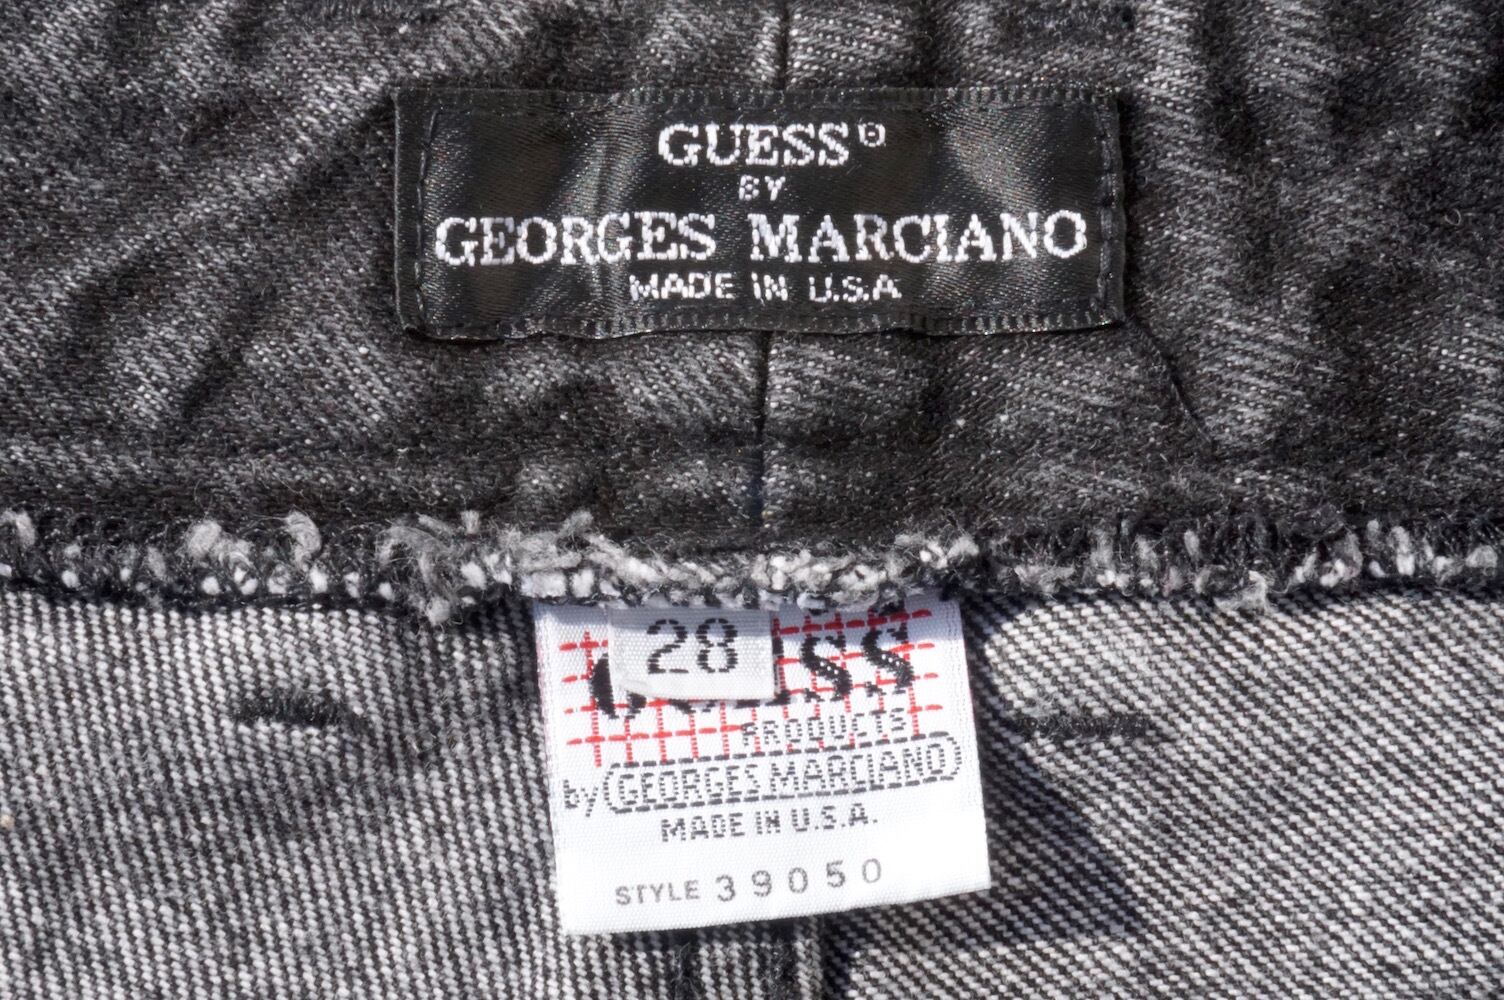 GUESS®
BY
GEORGES MARCIANO
MADE IN U.S.A
28
PRODUCTS
by GEORGES MARCIANO
MADE IN U.S.A.
STYLE 39050